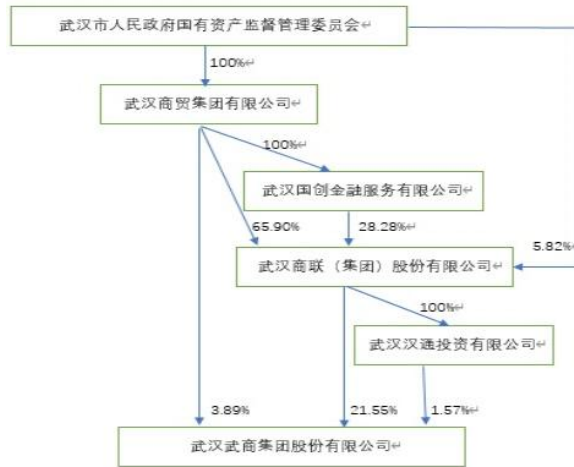 武汉市人民政府国有资产监督管理委员会
100%
武汉商贸集团有限公司
100%
武汉国创金融服务有限公司
65.90%
28.28%
5.82%
武汉商联（集团）股份有限公司
100%
武汉汉通投资有限公司
3.89%
21.55%
1.57%
武汉武商集团股份有限公司